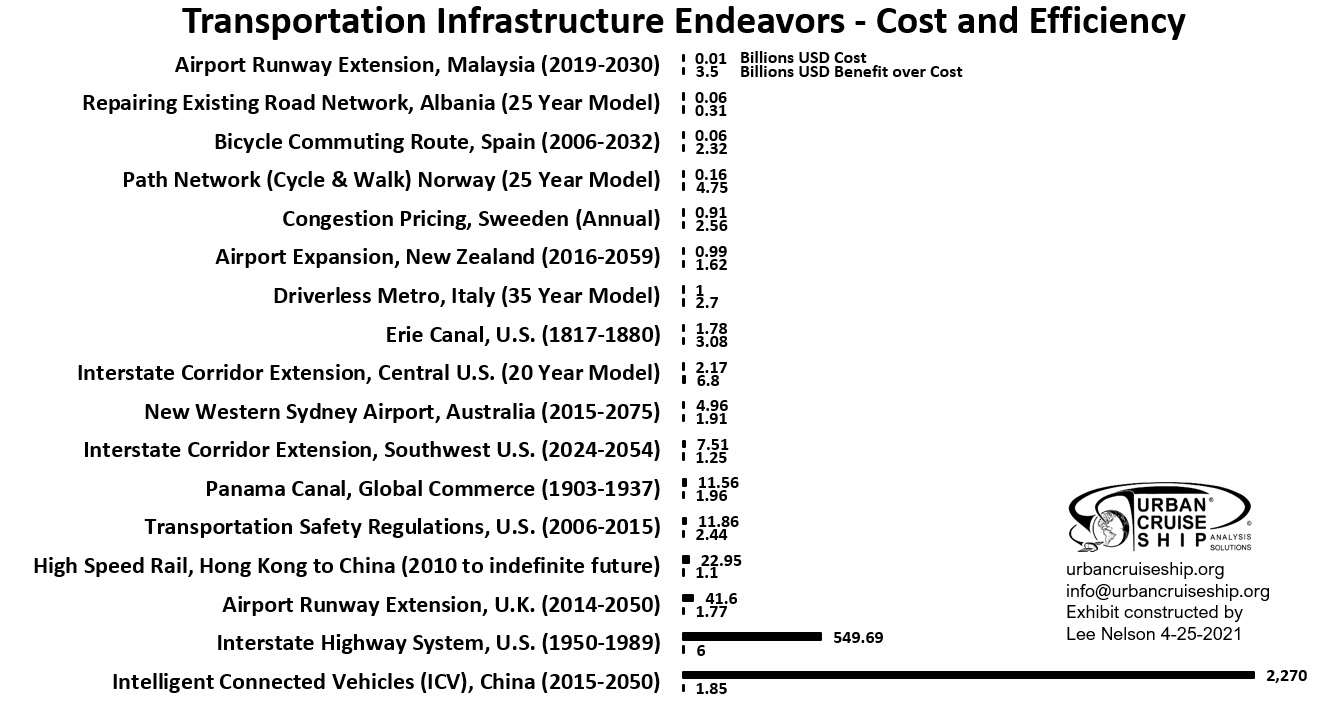 Transportation Infrastructure Endeavors - Cost and Efficiency
Airport Runway Extension, Malaysia (2019-2030)
0.01 Billions USD Cost
3.5 Billions USD Benefit over Cost
Repairing Existing Road Network, Albania (25 Year Model)
0.06
0.31
Bicycle Commuting Route, Spain (2006-2032)
0.06
2.32
Path Network (Cycle & Walk) Norway (25 Year Model)
0.16
4.75
Congestion Pricing, Sweeden (Annual)
0.91
2.56
Airport Expansion, New Zealand (2016-2059)
0.99
1.62
Driverless Metro, Italy (35 Year Model)
1
2.7
Erie Canal, U.S. (1817-1880)
1.78
3.08
Interstate Corridor Extension, Central U.S. (20 Year Model)
2.17
6.8
New Western Sydney Airport, Australia (2015-2075)
4.96
1.91
Interstate Corridor Extension, Southwest U.S. (2024-2054)
7.51
1.25
Panama Canal, Global Commerce (1903-1937)
11.56
1.96
Transportation Safety Regulations, U.S. (2006-2015)
11.86
2.44
High Speed Rail, Hong Kong to China (2010 to indefinite future)
22.95
1.1
Airport Runway Extension, U.K. (2014-2050)
41.6
1.77
Interstate Highway System, U.S. (1950-1989)
549.69
6
Intelligent Connected Vehicles (ICV), China (2015-2050)
2,270
1.85
URBAN®
CRUISE
SHIP
©
ANALYSIS
SOLUTIONS
urbancruiseship.org
info@urbancruiseship.org
Exhibit constructed by
Lee Nelson 4-25-2021